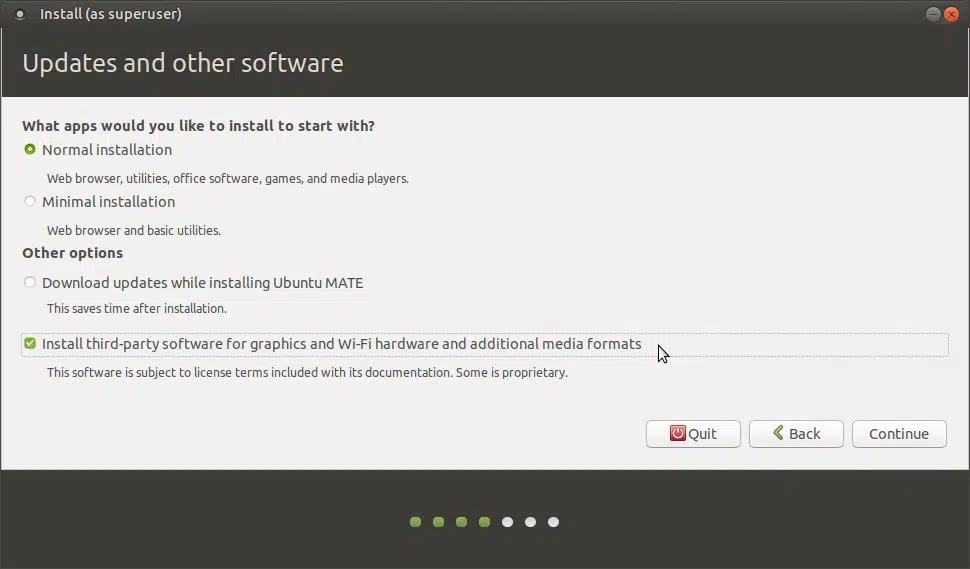 Install (as superuser)
Updates and other software
What apps would you like to install to start with?
Normal installation
Web browser, utilities, office software, games, and media players.
Minimal installation
Web browser and basic utilities.
Other options
Download updates while installing Ubuntu MATE
This saves time after installation.
Install third-party software for graphics and Wi-Fi hardware and additional media formats
This software is subject to license terms included with its documentation. Some is proprietary.
Quit Back Continue